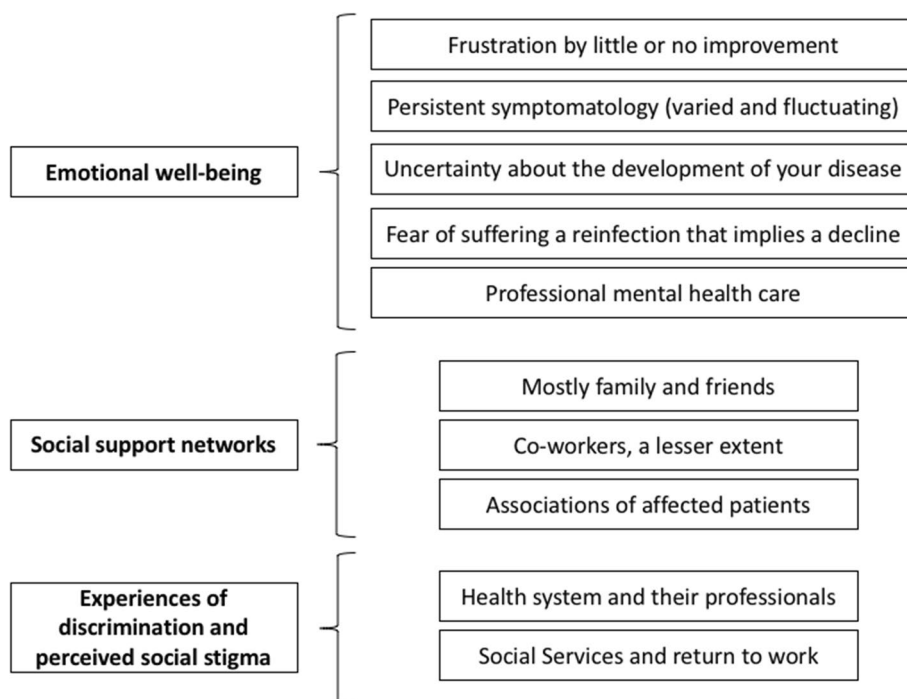 Emotional well-being
Frustration by little or no improvement
Persistent symptomatology (varied and fluctuating)
Uncertainty about the development of your disease
Fear of suffering a reinfection that implies a decline
Professional mental health care
Social support networks
Mostly family and friends
Co-workers, a lesser extent
Associations of affected patients
Experiences of
discrimination and
perceived social stigma
Health system and their professionals
Social Services and return to work